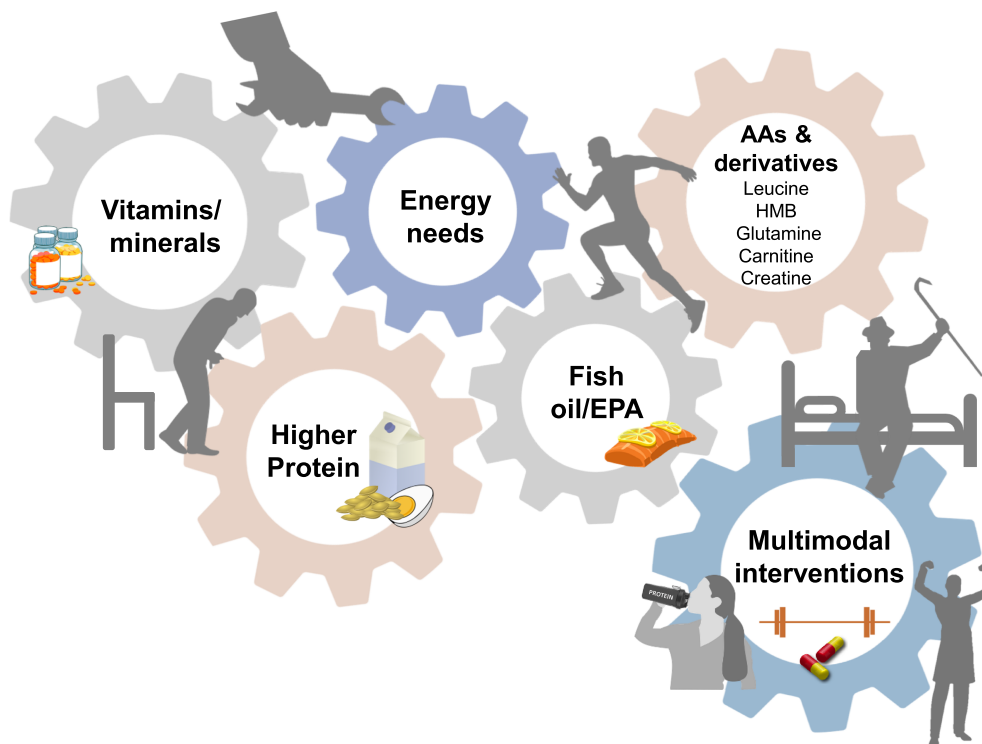 Vitamins/
minerals
Energy
needs
AAs &
derivatives
Leucine
HMB
Glutamine
Carnitine
Creatine
Higher
Protein
Fish
oil/EPA
Multimodal
interventions
PROTEIN